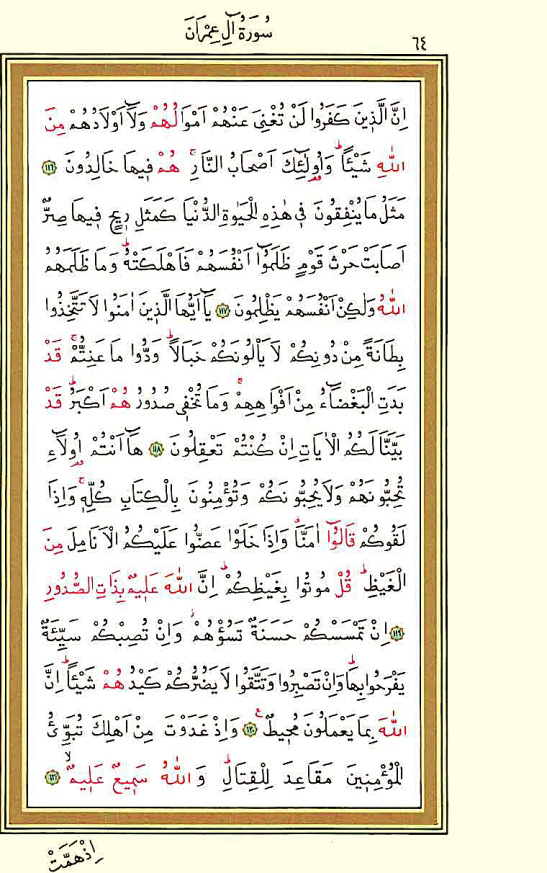 سُورَةُ اٰلِ عِمْرَانَ
٦٤
اِنَّ الَّذ۪ينَ كَفَرُوا لَنْ تُغْنِيَ عَنْهُمْ اَمْوَالُهُمْ وَلَٓا اَوْلَادُهُمْ مِنَ
اللّٰهِ شَيْـًٔاۜ وَاُو۬لٰٓئِكَ اَصْحَابُ النَّارِۚ هُمْ ف۪يهَا خَالِدُونَ ﴿١١٦﴾
مَثَلُ مَا يُنْفِقُونَ ف۪ي هٰذِهِ الْحَيٰوةِ الدُّنْيَا كَمَثَلِ ر۪يحٍ ف۪يهَا صِرٌّ
اَصَابَتْ حَرْثَ قَوْمٍ ظَلَمُٓوا اَنْفُسَهُمْ فَاَهْلَكَتْهُۜ وَمَا ظَلَمَهُمُ
اللّٰهُ وَلٰكِنْ اَنْفُسَهُمْ يَظْلِمُونَ ﴿١١٧﴾ يَٓا اَيُّهَا الَّذ۪ينَ اٰمَنُوا لَا تَتَّخِذُوا
بِطَانَةً مِنْ دُونِكُمْ لَا يَأْلُونَكُمْ خَبَالًاۜ وَدُّوا مَا عَنِتُّمْۚ قَدْ
بَدَتِ الْبَغْضَٓاءُ مِنْ اَفْوَاهِهِمْۚ وَمَا تُخْف۪ي صُدُورُهُمْ اَكْبَرُۜ قَدْ
بَيَّنَّا لَكُمُ الْاٰيَاتِ اِنْ كُنْتُمْ تَعْقِلُونَ ﴿١١٨﴾ هَٓا اَنْتُمْ اُو۬لَٓاءِ
تُحِبُّونَهُمْ وَلَا يُحِبُّونَكُمْ وَتُؤْمِنُونَ بِالْكِتَابِ كُلِّه۪ۚ وَاِذَا
لَقُوكُمْ قَالُٓوا اٰمَنَّاۗ وَاِذَا خَلَوْا عَضُّوا عَلَيْكُمُ الْاَنَامِلَ مِنَ
الْغَيْظِۜ قُلْ مُوتُوا بِغَيْظِكُمْۜ اِنَّ اللّٰهَ عَل۪يمٌ بِذَاتِ الصُّدُورِ
﴿١١٩﴾ اِنْ تَمْسَسْكُمْ حَسَنَةٌ تَسُؤْهُمْۘ وَاِنْ تُصِبْكُمْ سَيِّئَةٌ
يَفْرَحُوا بِهَاۜ وَاِنْ تَصْبِرُوا وَتَتَّقُوا لَا يَضُرُّكُمْ كَيْدُهُمْ شَيْـًٔاۜ اِنَّ
اللّٰهَ بِمَا يَعْمَلُونَ مُح۪يطٌ۟ ﴿١٢٠﴾ وَاِذْ غَدَوْتَ مِنْ اَهْلِكَ تُبَوِّئُ
الْمُؤْمِن۪ينَ مَقَاعِدَ لِلْقِتَالِۜ وَاللّٰهُ سَم۪يعٌ عَل۪يمٌۙ ﴿١٢١﴾
اِذْ هَمَّتْ